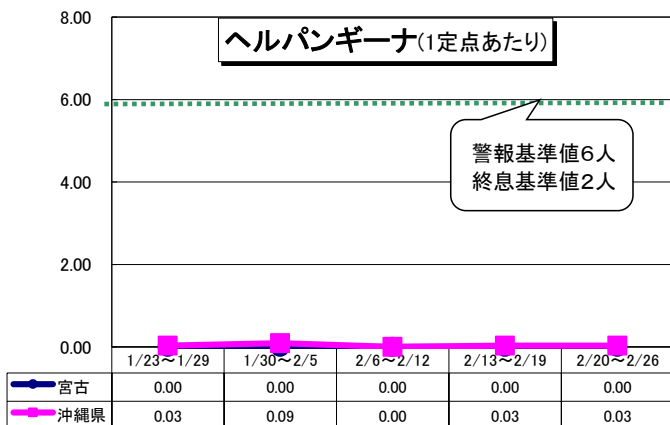 ヘルパンギーナ(1定点あたり)
8.00
6.00
4.00
2.00
0.00
警報基準値6人
終息基準値2人
1/23～1/29 1/30～2/5 2/6～2/12 2/13～2/19 2/20～2/26
宮古 0.00 0.00 0.00 0.00 0.00
沖縄県 0.03 0.09 0.00 0.03 0.03